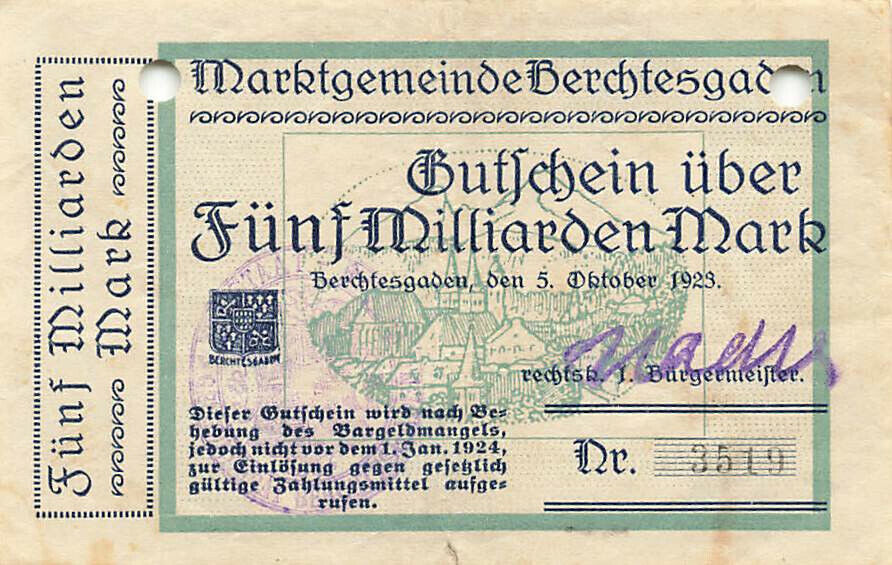 Fünf Milliarden
Mark
Marktgemeinde Berchtesgaden
Gutschein über
Fünf Milliarden Mark
Berchtesgaden, den 5. Oktober 1923.
BERCHTESGADEN
rechtsk. 1. Bürgermeister.
Dieser Gutschein wird nach Be=
hebung des Bargeldmangels,
jedoch nicht vor dem 1. Jan. 1924,
zur Einlösung gegen gesetzlich
gültige Zahlungsmittel aufge=
rufen.
Nr. 3519